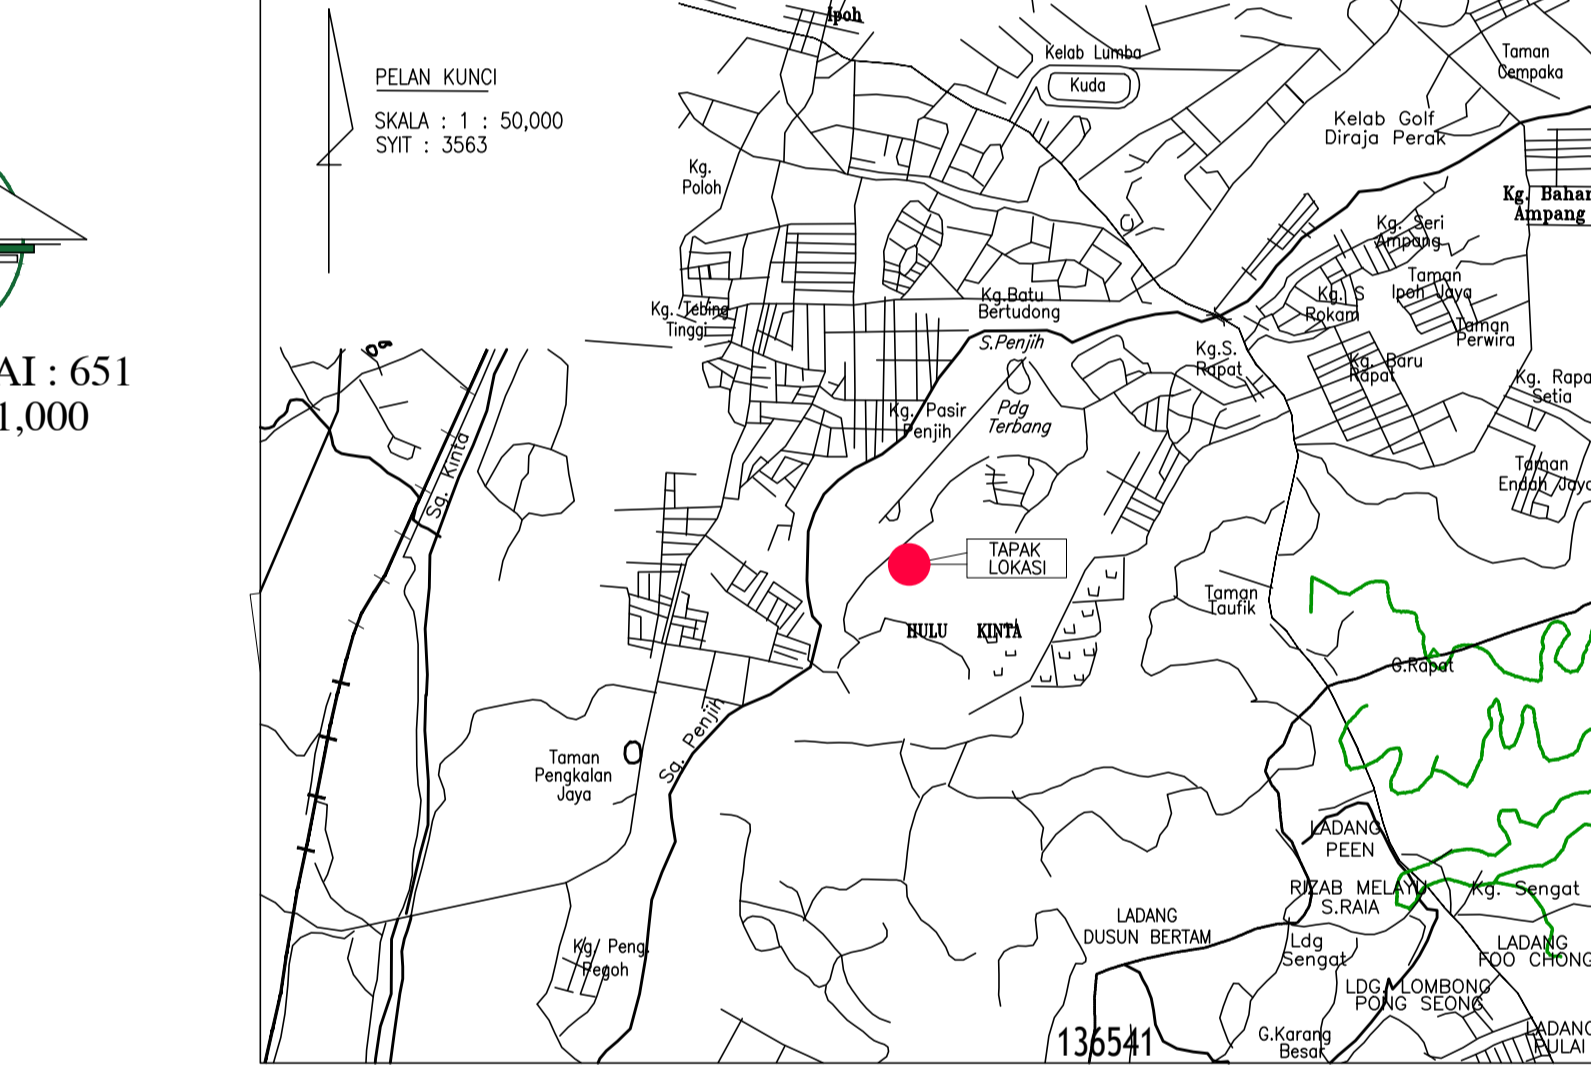 AI : 651
1,000
PELAN KUNCI
SKALA : 1 : 50,000
SYIT : 3563
Ipoh
Kelab Lumba
Kuda
Taman
Cempaka
Kelab Golf
Diraja Perak
Kg.
Poloh
Kg. Bahar
Ampang
Kg. Seri
Ampang
Taman
Ipoh Jaya
Kg. S
Rokam
Taman
Perwira
Kg. Tebing
Tinggi
Kg.Batu
Bertudong
S.Penjih
Kg.S.
Rapat
Kg. Baru
Rapat
Kg. Rapa
Setia
Kg. Pasir
Penjih
Pdg
Terbang
Sg. Kinta
Taman
Endah Jaya
TAPAK
LOKASI
Taman
Taufik
HULU KINTA
G.Rapat
Sg. Penjih
Taman
Pengkalan
Jaya
LADANG
PEEN
RIZAB MELAYU
S.RAIA
Kg. Sengat
LADANG
DUSUN BERTAM
Ldg
Sengat
LADANG
FOO CHONG
Kg/ Peng.
Pegoh
LDG. LOMBONG
PONG SEONG
136541
G.Karang
Besar
LADANG
PULAI